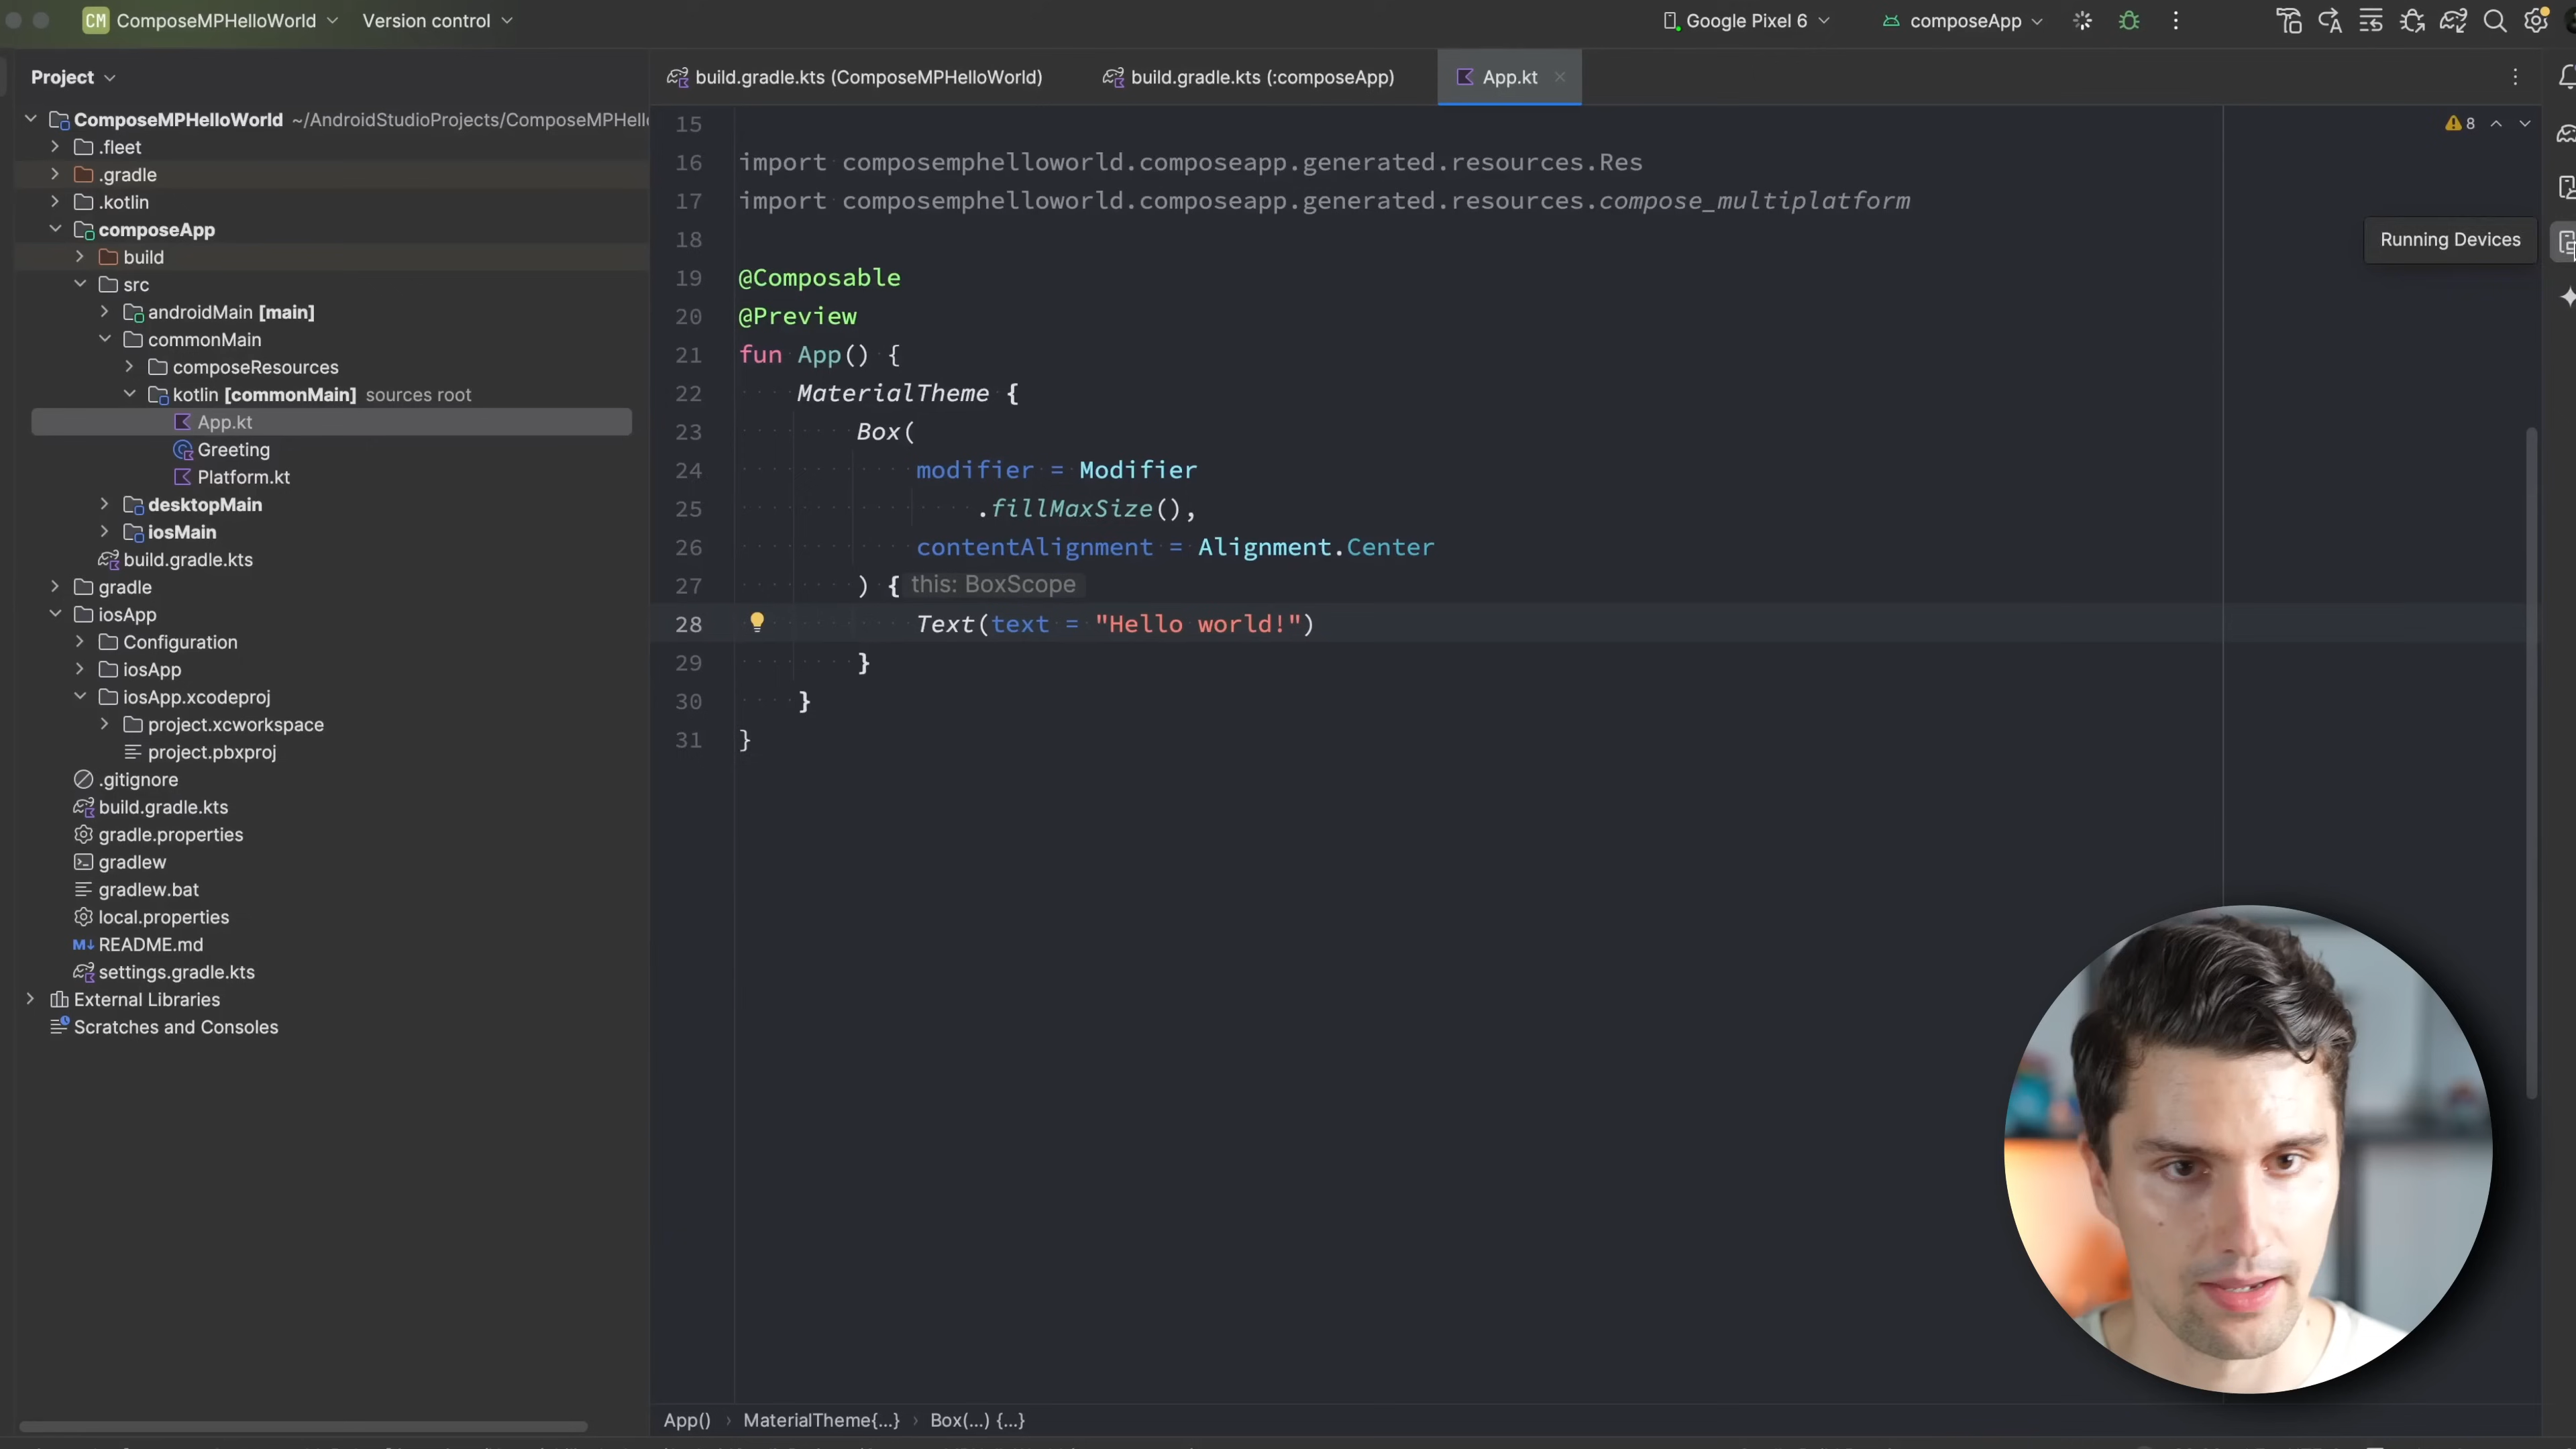 CM ComposeMPHelloWorld Version control Google Pixel 6 composeApp
Project
build.gradle.kts (ComposeMPHelloWorld) build.gradle.kts (:composeApp) App.kt
ComposeMPHelloWorld ~/AndroidStudioProjects/ComposeMPHell
.fleet
.gradle
.kotlin
composeApp
build
src
androidMain [main]
commonMain
composeResources
kotlin [commonMain] sources root
App.kt
Greeting
Platform.kt
desktopMain
iosMain
build.gradle.kts
gradle
iosApp
Configuration
iosApp
iosApp.xcodeproj
project.xcworkspace
project.pbxproj
.gitignore
build.gradle.kts
gradle.properties
gradlew
gradlew.bat
local.properties
M↓ README.md
settings.gradle.kts
External Libraries
Scratches and Consoles
15
16 import composemphelloworld.composeapp.generated.resources.Res
17 import composemphelloworld.composeapp.generated.resources.compose_multiplatform
18
19 @Composable
20 @Preview
21 fun App() {
22 MaterialTheme {
23 Box(
24 modifier = Modifier
25 .fillMaxSize(),
26 contentAlignment = Alignment.Center
27 ) { this: BoxScope
28 Text(text = "Hello world!")
29 }
30 }
31 }
8
Running Devices
App() › MaterialTheme{...} › Box(...) {...}